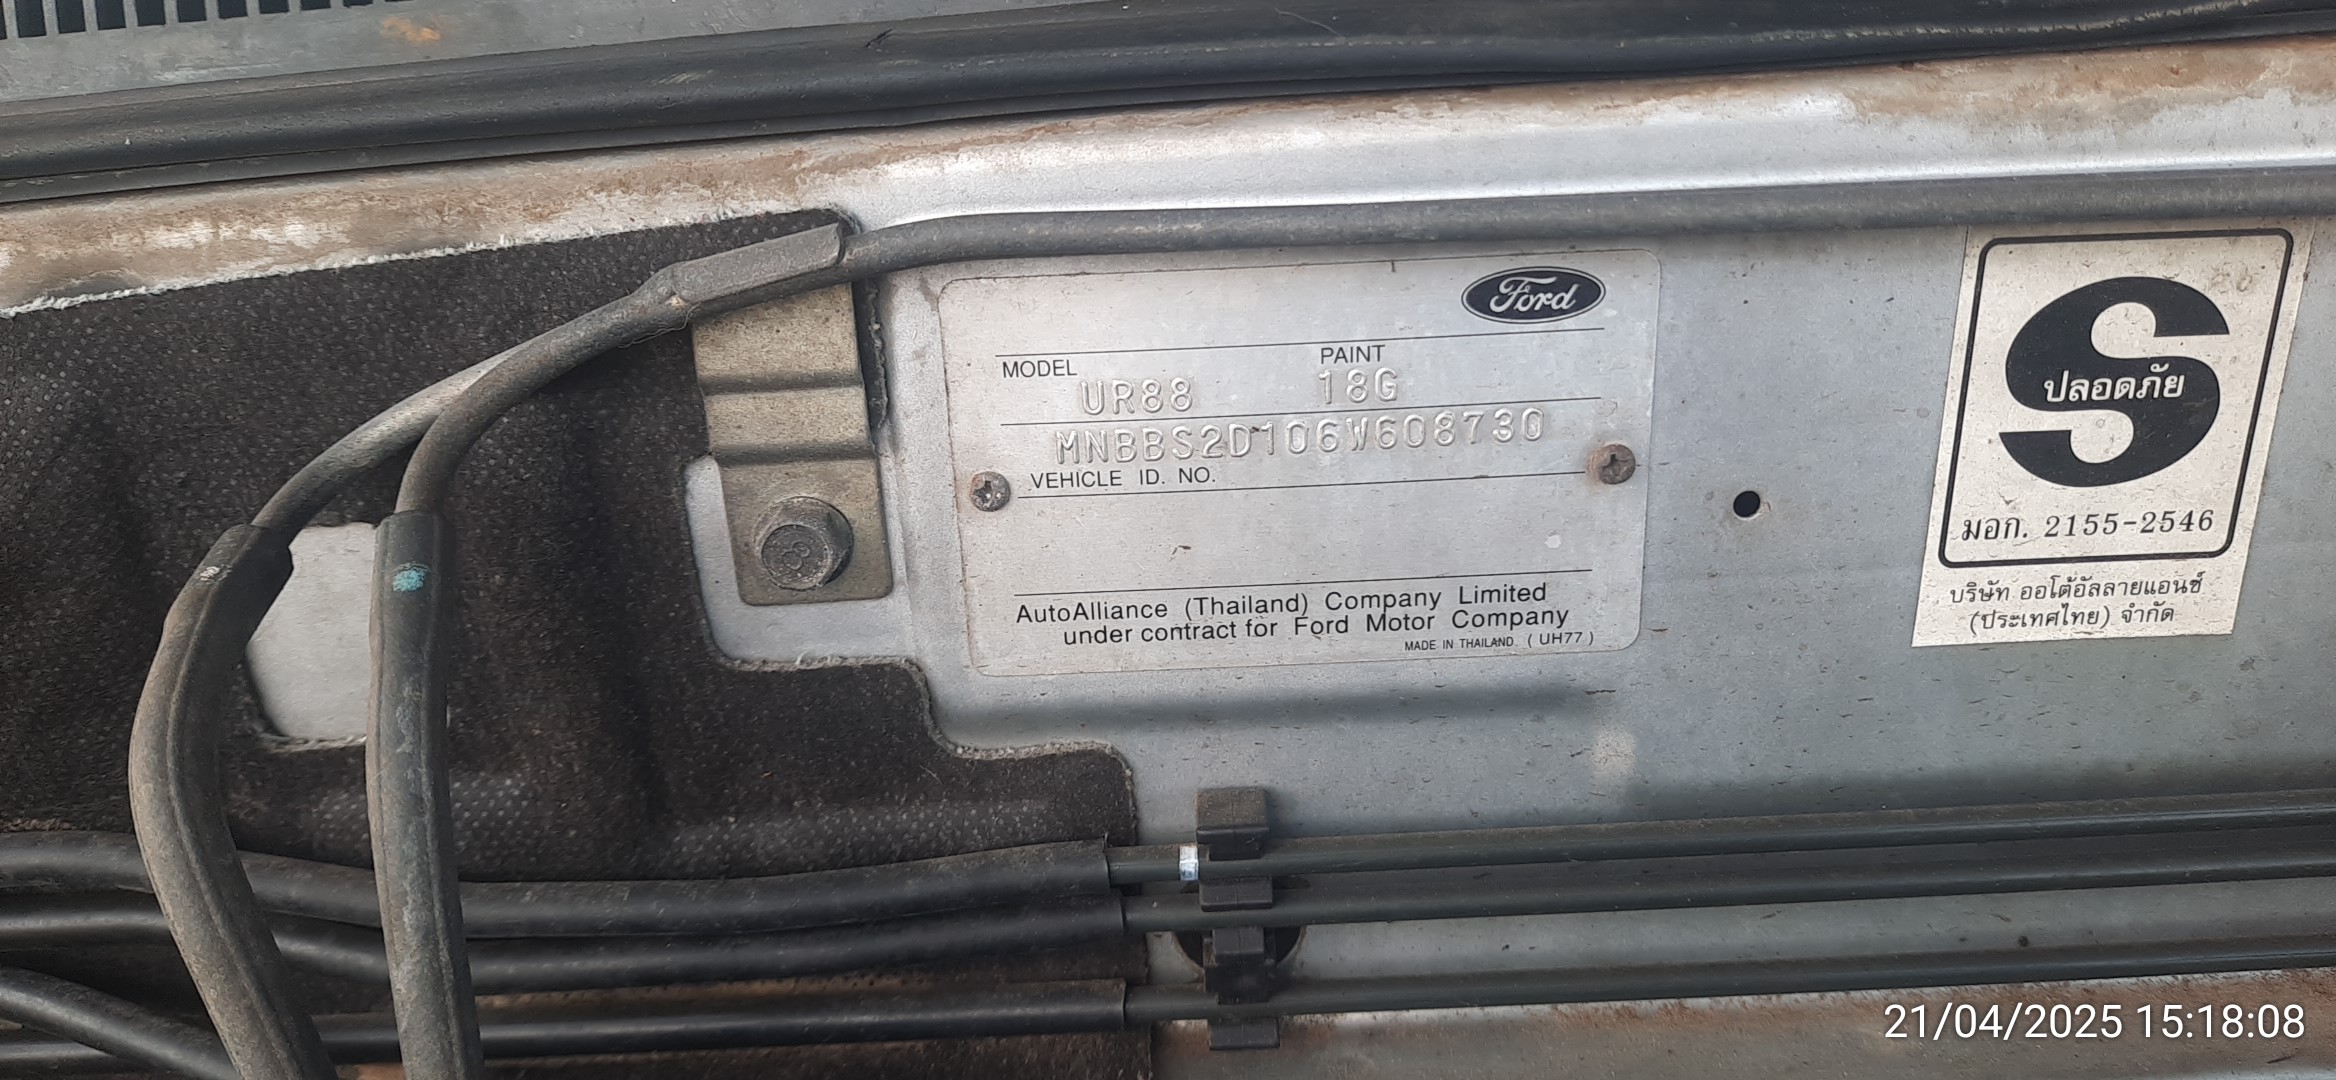 Ford
MODEL
PAINT
UR88
18G
MNBBS2D106W608730
VEHICLE ID. NO.
AutoAlliance (Thailand) Company Limited
under contract for Ford Motor Company
MADE IN THAILAND. ( UH77 )
S
ปลอดภัย
มอก. 2155-2546
บริษัท ออโต้อัลลายแอนซ์
(ประเทศไทย) จำกัด
8
21/04/2025 15:18:08